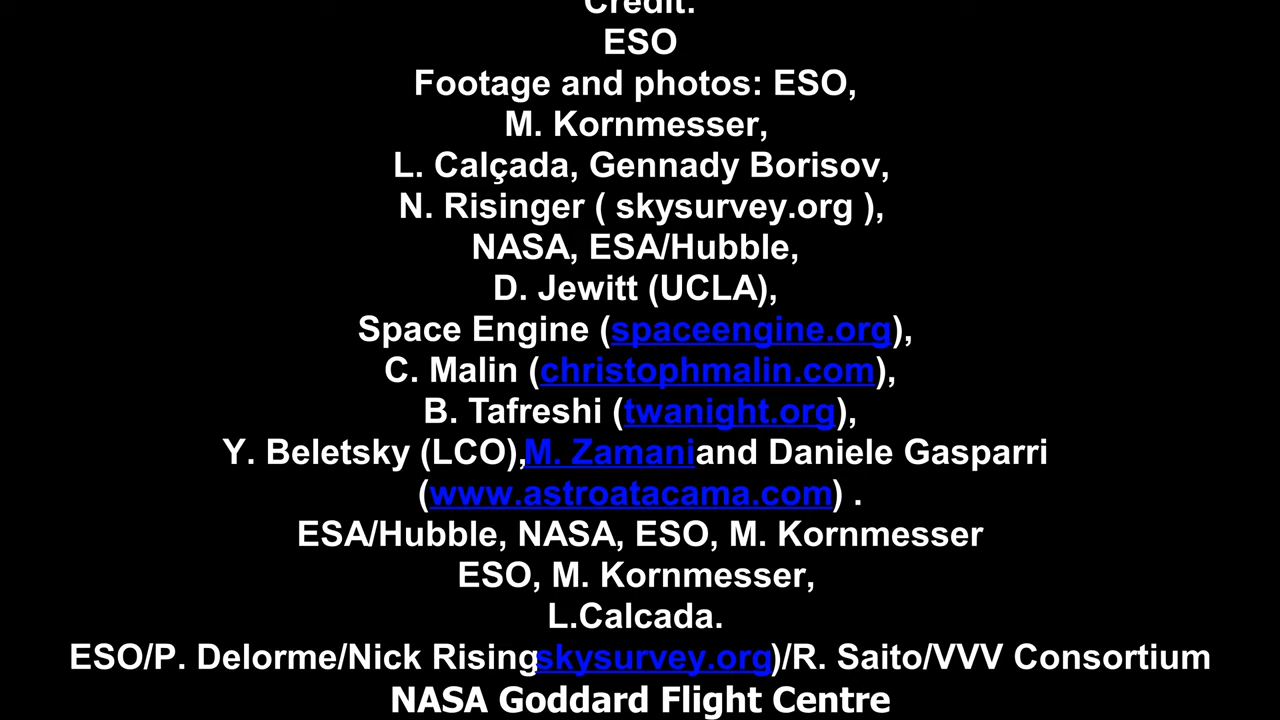 Credit:
ESO
Footage and photos: ESO,
M. Kornmesser,
L. Calçada, Gennady Borisov,
N. Risinger ( skysurvey.org ),
NASA, ESA/Hubble,
D. Jewitt (UCLA),
Space Engine (spaceengine.org),
C. Malin (christophmalin.com),
B. Tafreshi (twanight.org),
Y. Beletsky (LCO),M. Zamaniand Daniele Gasparri
(www.astroatacama.com) .
ESA/Hubble, NASA, ESO, M. Kornmesser
ESO, M. Kornmesser,
L.Calcada.
ESO/P. Delorme/Nick Risingskysurvey.org)/R. Saito/VVV Consortium
NASA Goddard Flight Centre